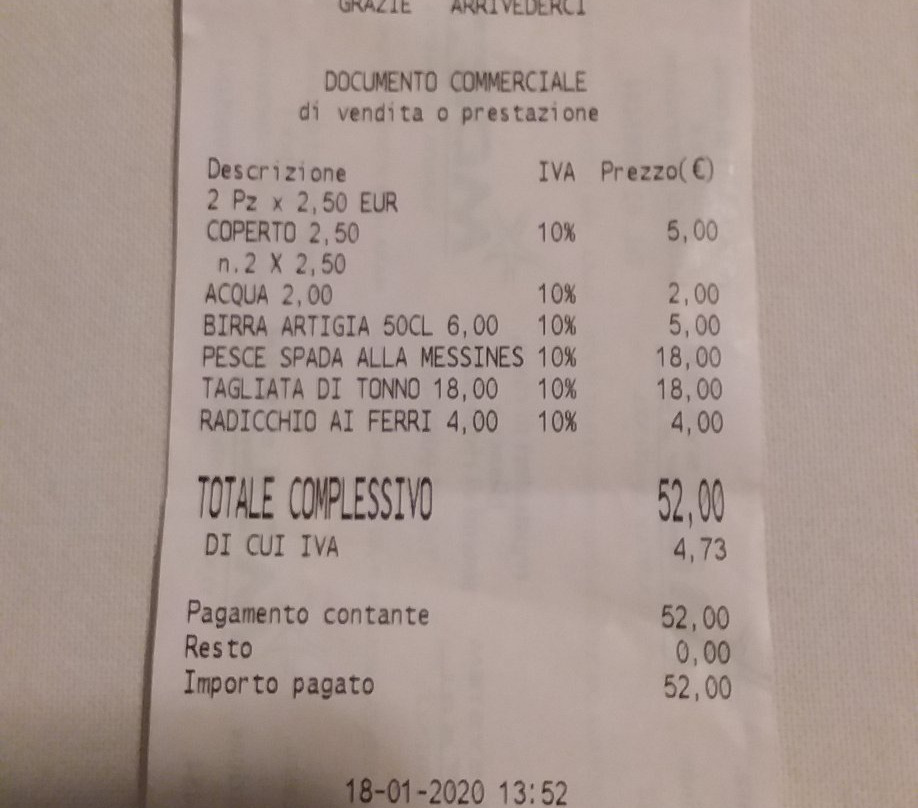 GRAZIE ARRIVEDERCI
DOCUMENTO COMMERCIALE
di vendita o prestazione
Descrizione IVA Prezzo(€)
2 Pz x 2,50 EUR
COPERTO 2,50 10% 5,00
n.2 X 2,50
ACQUA 2,00 10% 2,00
BIRRA ARTIGIA 50CL 6,00 10% 5,00
PESCE SPADA ALLA MESSINES 10% 18,00
TAGLIATA DI TONNO 18,00 10% 18,00
RADICCHIO AI FERRI 4,00 10% 4,00
TOTALE COMPLESSIVO 52,00
DI CUI IVA 4,73
Pagamento contante 52,00
Resto 0,00
Importo pagato 52,00
18-01-2020 13:52